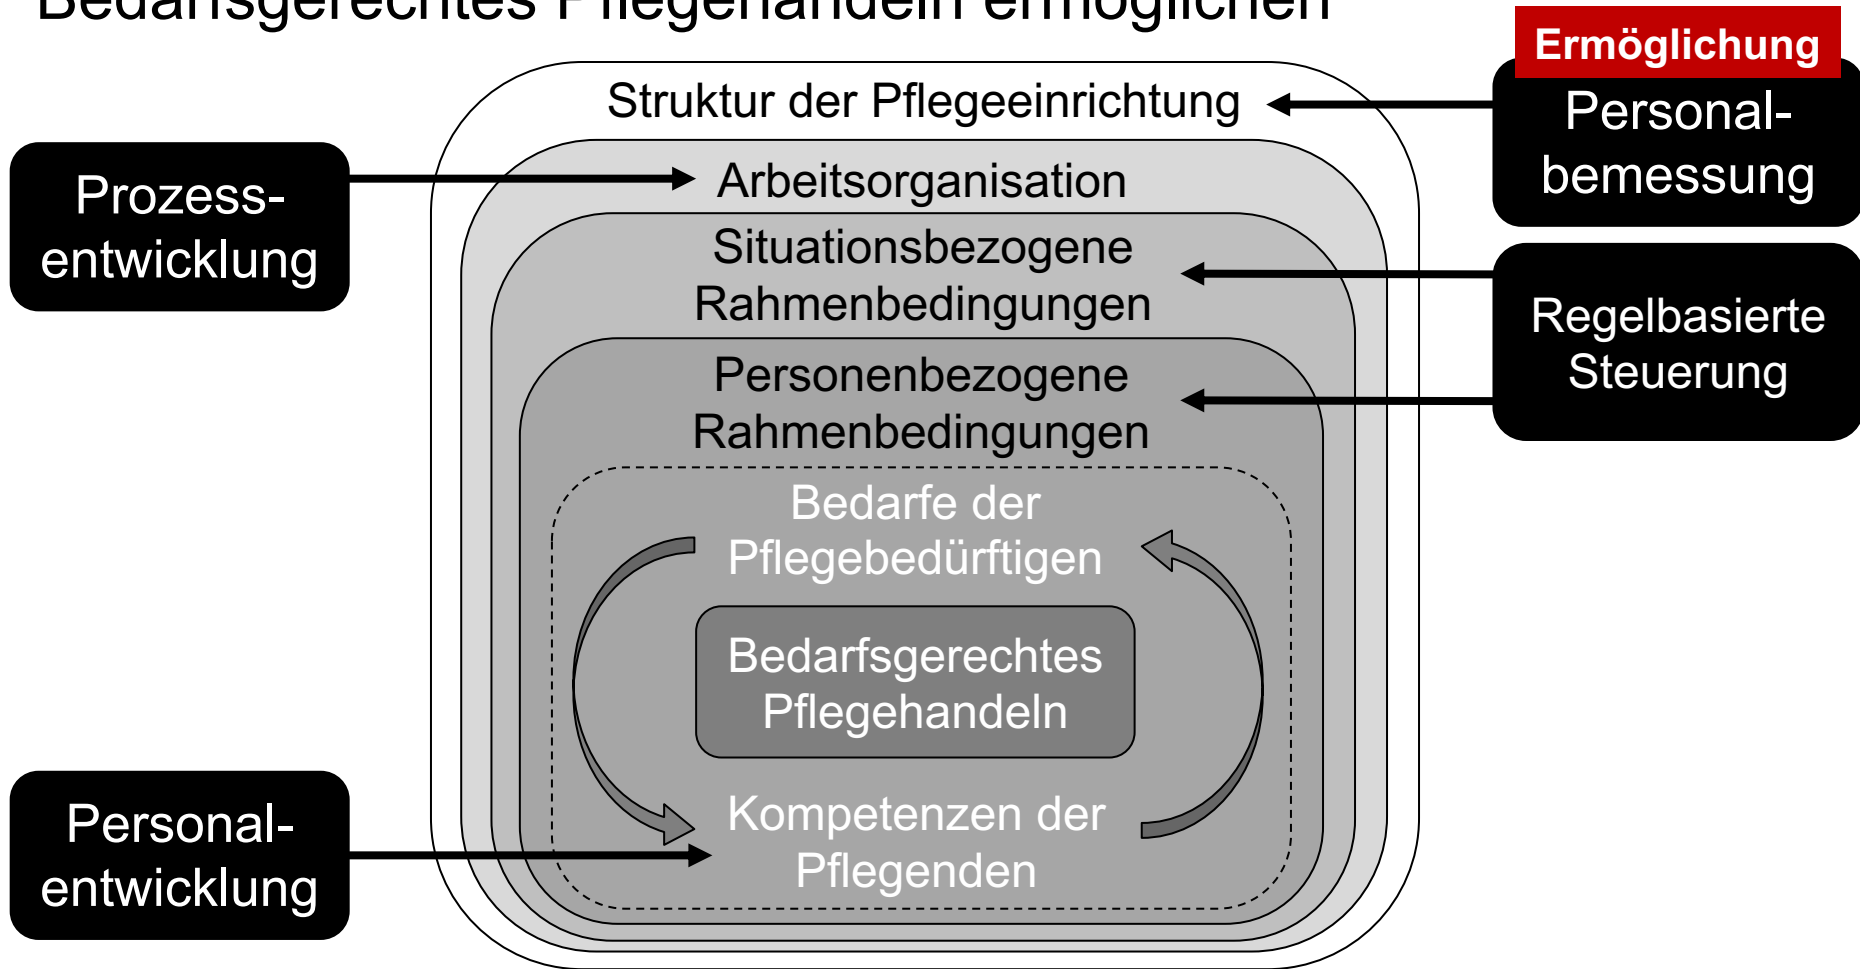 Bedarfsgerechtes Pflegehandeln ermöglichen
Ermöglichung
Struktur der Pflegeeinrichtung
Personal-
bemessung
Prozess-
entwicklung
Arbeitsorganisation
Situationsbezogene
Rahmenbedingungen
Regelbasierte
Steuerung
Personenbezogene
Rahmenbedingungen
Bedarfe der
Pflegebedürftigen
Bedarfsgerechtes
Pflegehandeln
Personal-
entwicklung
Kompetenzen der
Pflegenden